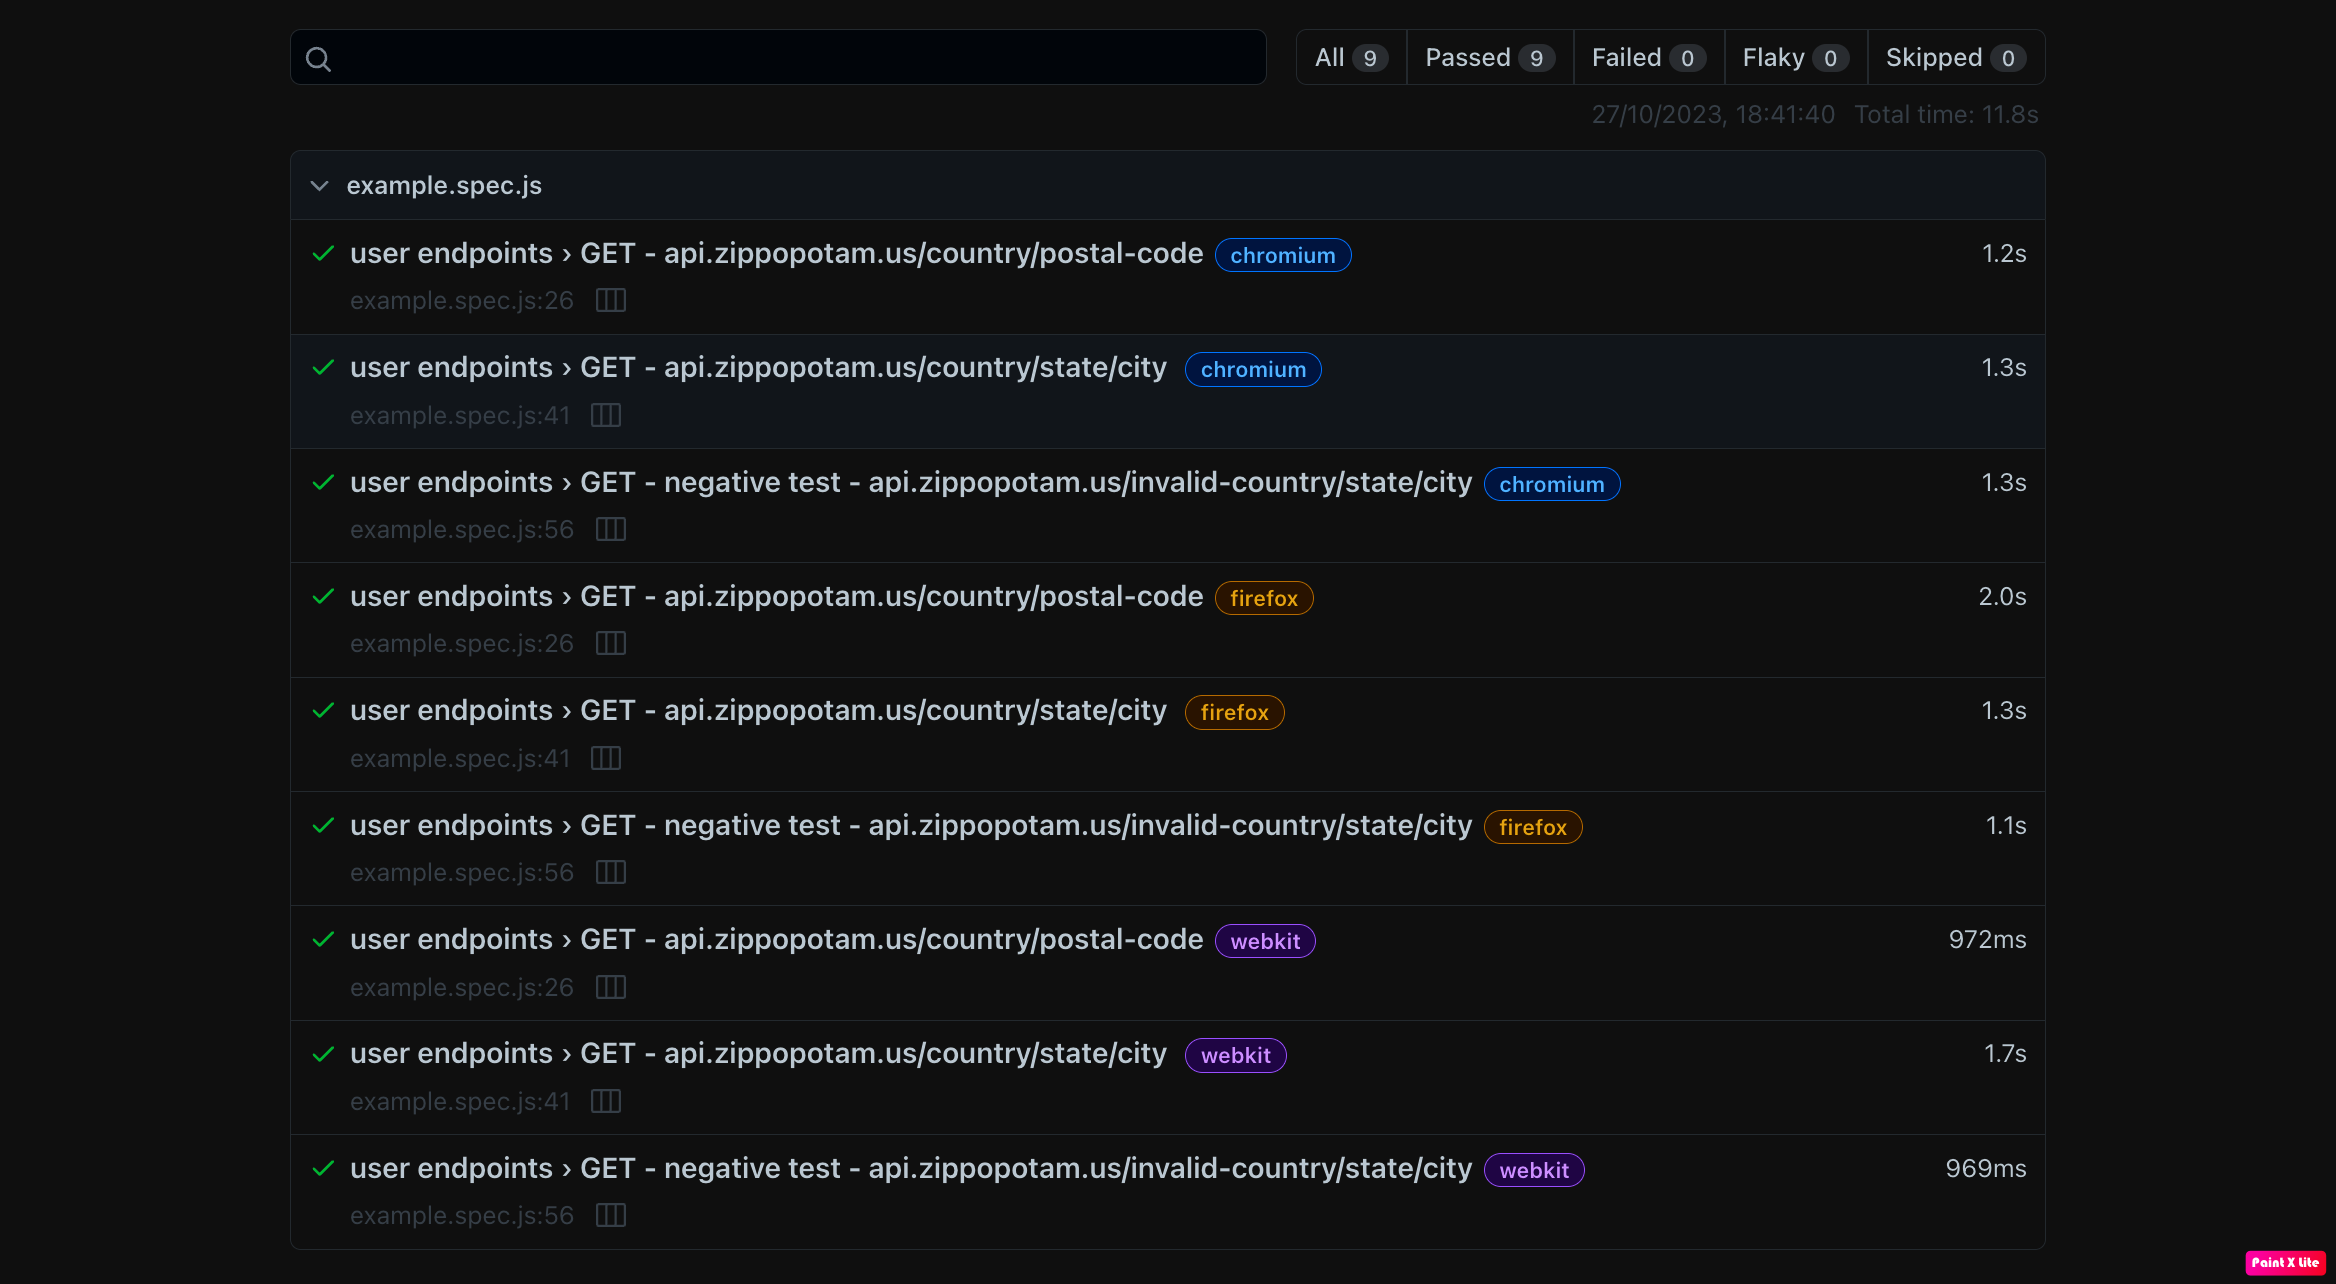 All 9 Passed 9 Failed 0 Flaky 0 Skipped 0
27/10/2023, 18:41:40 Total time: 11.8s
example.spec.js
user endpoints › GET - api.zippopotam.us/country/postal-code chromium 1.2s
example.spec.js:26
user endpoints › GET - api.zippopotam.us/country/state/city chromium 1.3s
example.spec.js:41
user endpoints › GET - negative test - api.zippopotam.us/invalid-country/state/city chromium 1.3s
example.spec.js:56
user endpoints › GET - api.zippopotam.us/country/postal-code firefox 2.0s
example.spec.js:26
user endpoints › GET - api.zippopotam.us/country/state/city firefox 1.3s
example.spec.js:41
user endpoints › GET - negative test - api.zippopotam.us/invalid-country/state/city firefox 1.1s
example.spec.js:56
user endpoints › GET - api.zippopotam.us/country/postal-code webkit 972ms
example.spec.js:26
user endpoints › GET - api.zippopotam.us/country/state/city webkit 1.7s
example.spec.js:41
user endpoints › GET - negative test - api.zippopotam.us/invalid-country/state/city webkit 969ms
example.spec.js:56
Paint X Lite